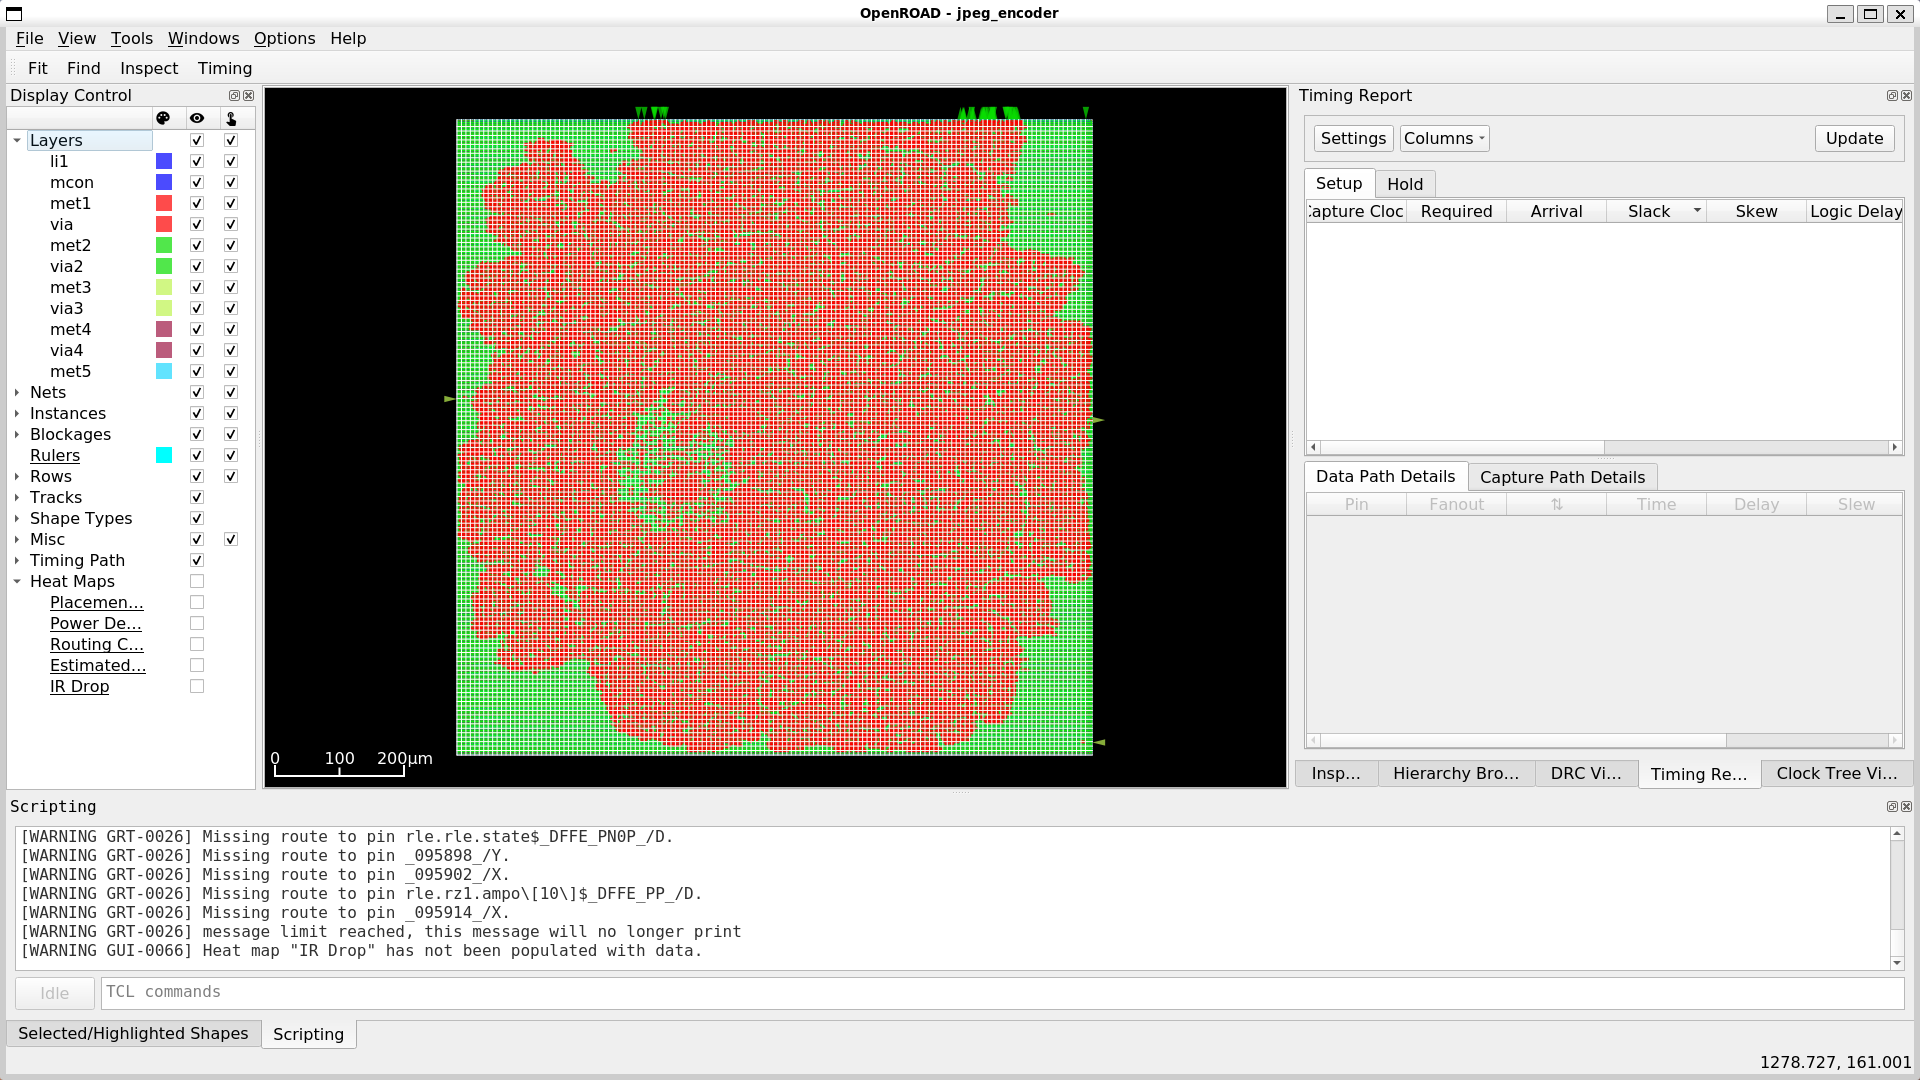 OpenROAD - jpeg_encoder
File View Tools Windows Options Help
Fit Find Inspect Timing
Display Control
Layers
li1
mcon
met1
via
met2
via2
met3
via3
met4
via4
met5
Nets
Instances
Blockages
Rulers
Rows
Tracks
Shape Types
Misc
Timing Path
Heat Maps
Placemen...
Power De...
Routing C...
Estimated...
IR Drop
0 100 200µm
Timing Report
Settings Columns Update
Setup Hold
Capture Cloc Required Arrival Slack Skew Logic Delay
Data Path Details Capture Path Details
Pin Fanout ⇅ Time Delay Slew
Insp... Hierarchy Bro... DRC Vi... Timing Re... Clock Tree Vi...
Scripting
[WARNING GRT-0026] Missing route to pin rle.rle.state$_DFFE_PN0P_/D.
[WARNING GRT-0026] Missing route to pin _095898_/Y.
[WARNING GRT-0026] Missing route to pin _095902_/X.
[WARNING GRT-0026] Missing route to pin rle.rz1.ampo\[10\]$_DFFE_PP_/D.
[WARNING GRT-0026] Missing route to pin _095914_/X.
[WARNING GRT-0026] message limit reached, this message will no longer print
[WARNING GUI-0066] Heat map "IR Drop" has not been populated with data.
Idle TCL commands
Selected/Highlighted Shapes Scripting
1278.727, 161.001